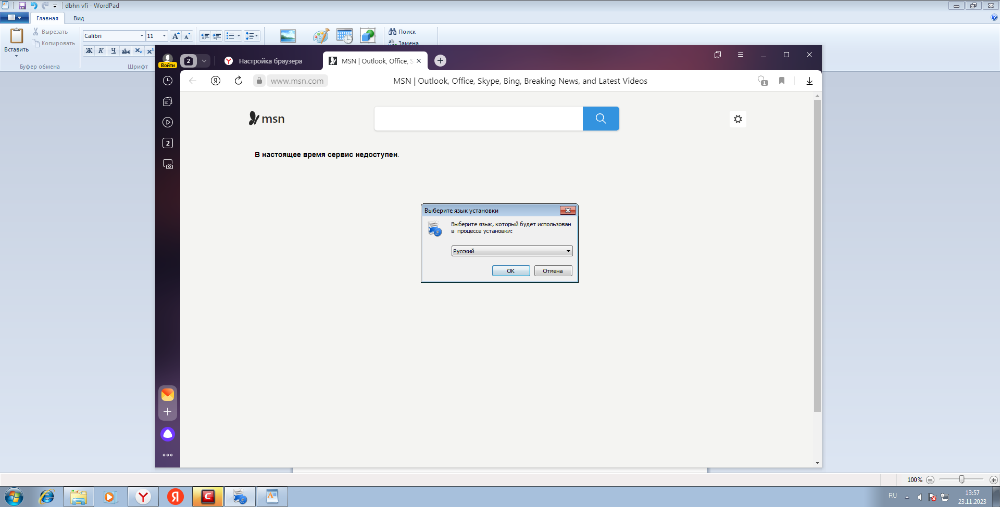 dbhn vfi - WordPad
Главная
Вид
Вставить
Вырезать
Копировать
Буфер обмена
Calibri
11
Ж К Ч abc X₂ X²
Шрифт
Поиск
Замена
Войти
2
Настройка браузера
MSN | Outlook, Office, S
www.msn.com
MSN | Outlook, Office, Skype, Bing, Breaking News, and Latest Videos
1
2
msn
В настоящее время сервис недоступен.
Выберите язык установки
Выберите язык, который будет использован
в процессе установки:
Русский
OK
Отмена
100%
RU
13:57
23.11.2023